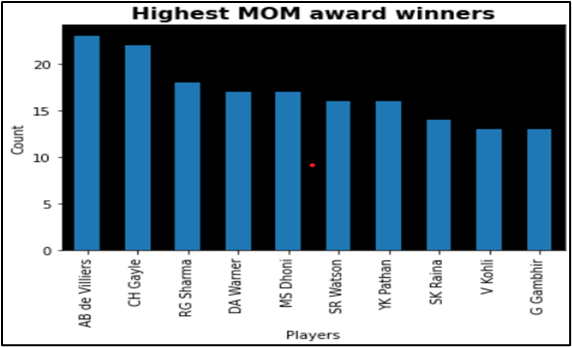 Highest MOM award winners
Count
20
15
10
5
0
AB de Villiers
CH Gayle
RG Sharma
DA Warner
MS Dhoni
SR Watson
YK Pathan
SK Raina
V Kohli
G Gambhir
Players